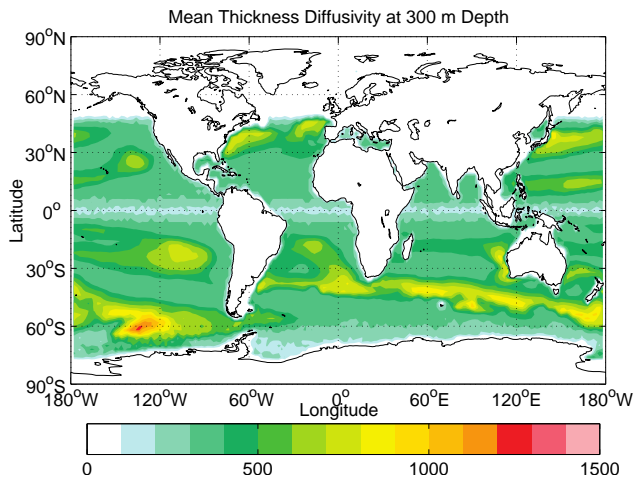 Mean Thickness Diffusivity at 300 m Depth
90°N
60°N
30°N
0°
30°S
60°S
90°S
Latitude
180°W 120°W 60°W 0° 60°E 120°E 180°W
Longitude
0 500 1000 1500